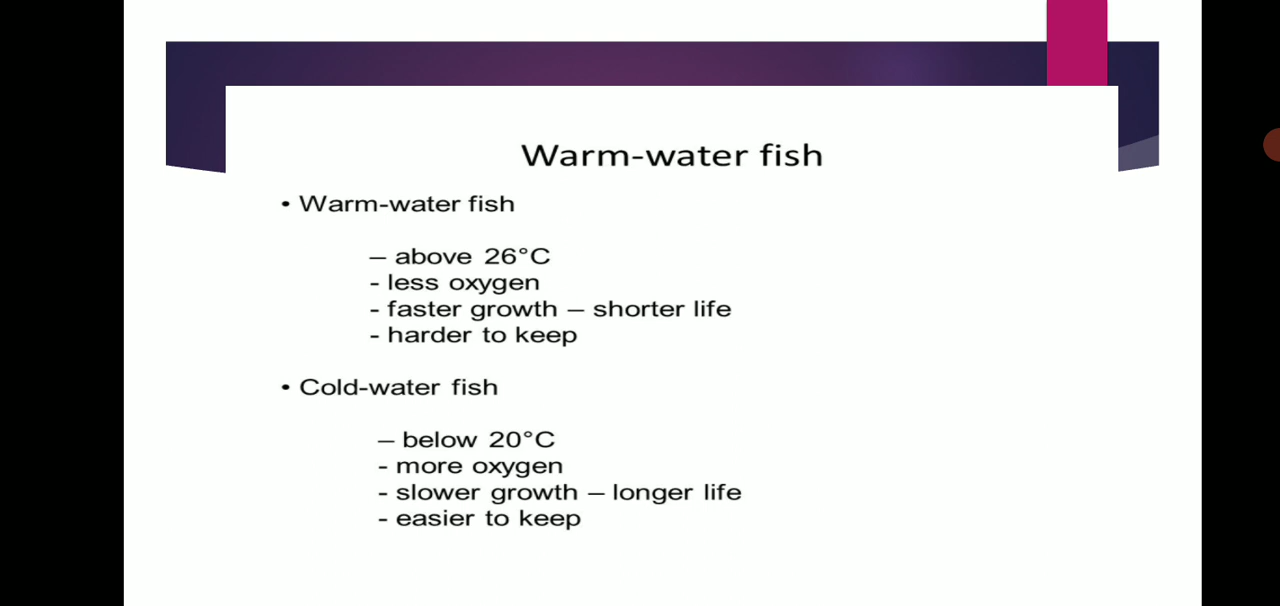 Warm-water fish
• Warm-water fish
– above 26°C
- less oxygen
- faster growth – shorter life
- harder to keep
• Cold-water fish
– below 20°C
- more oxygen
- slower growth – longer life
- easier to keep